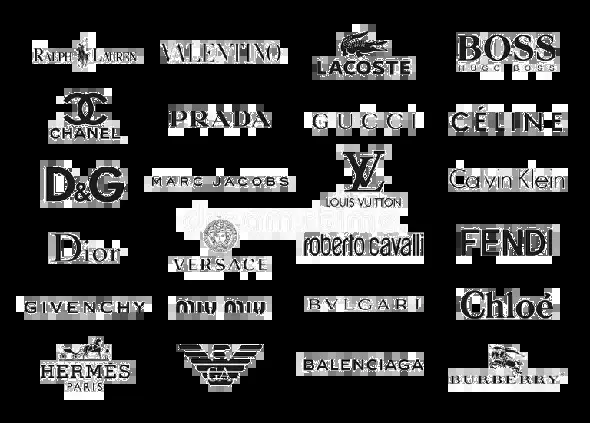 RALPH LAUREN
VALENTINO
LACOSTE
BOSS
HUGO BOSS
CHANEL
PRADA
GUCCI
CÉLINE
D&G
MARC JACOBS
LV
LOUIS VUITTON
Calvin Klein
Dior
VERSACE
roberto cavalli
FENDI
GIVENCHY
miu miu
BVLGARI
Chloé
HERMES
PARIS
GA
BALENCIAGA
BURBERRY